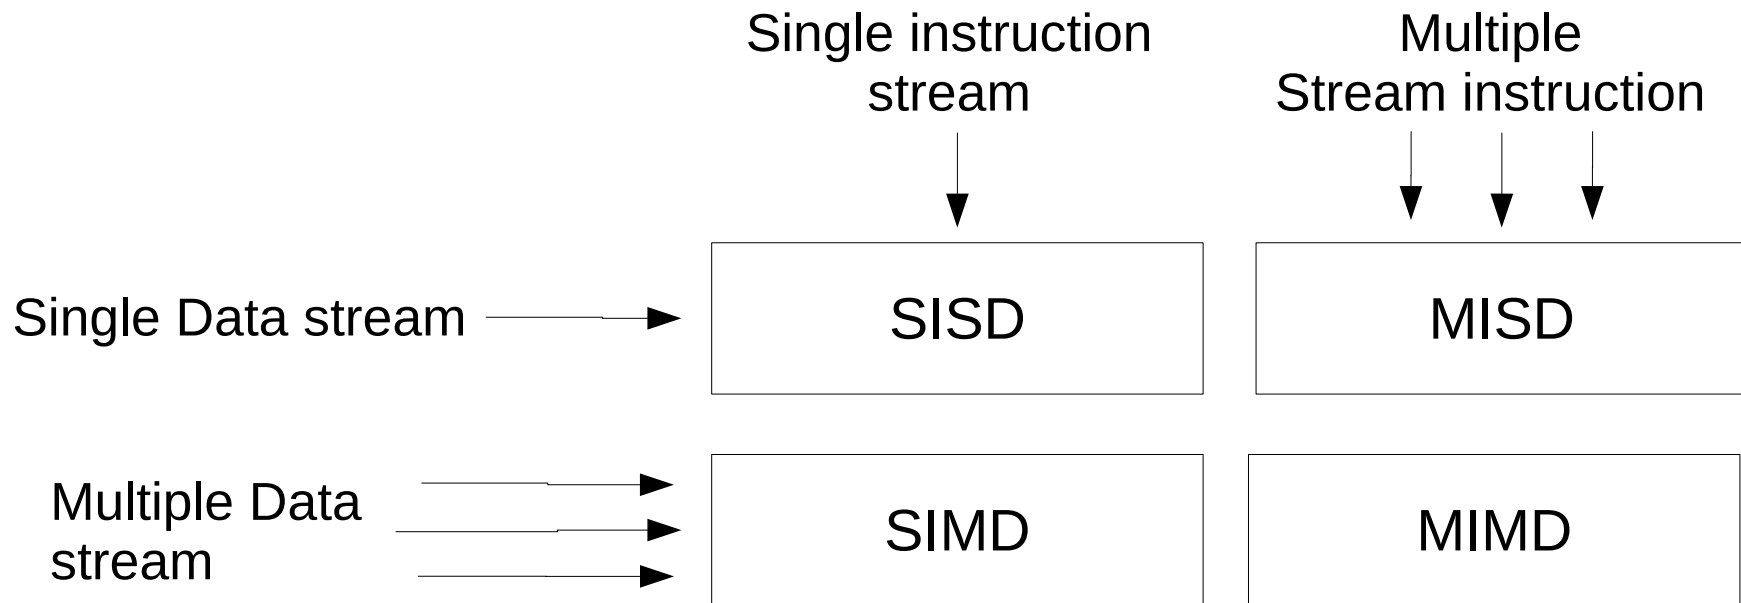 Single instruction
stream
Multiple
Stream instruction
Single Data stream
SISD
MISD
Multiple Data
stream
SIMD
MIMD